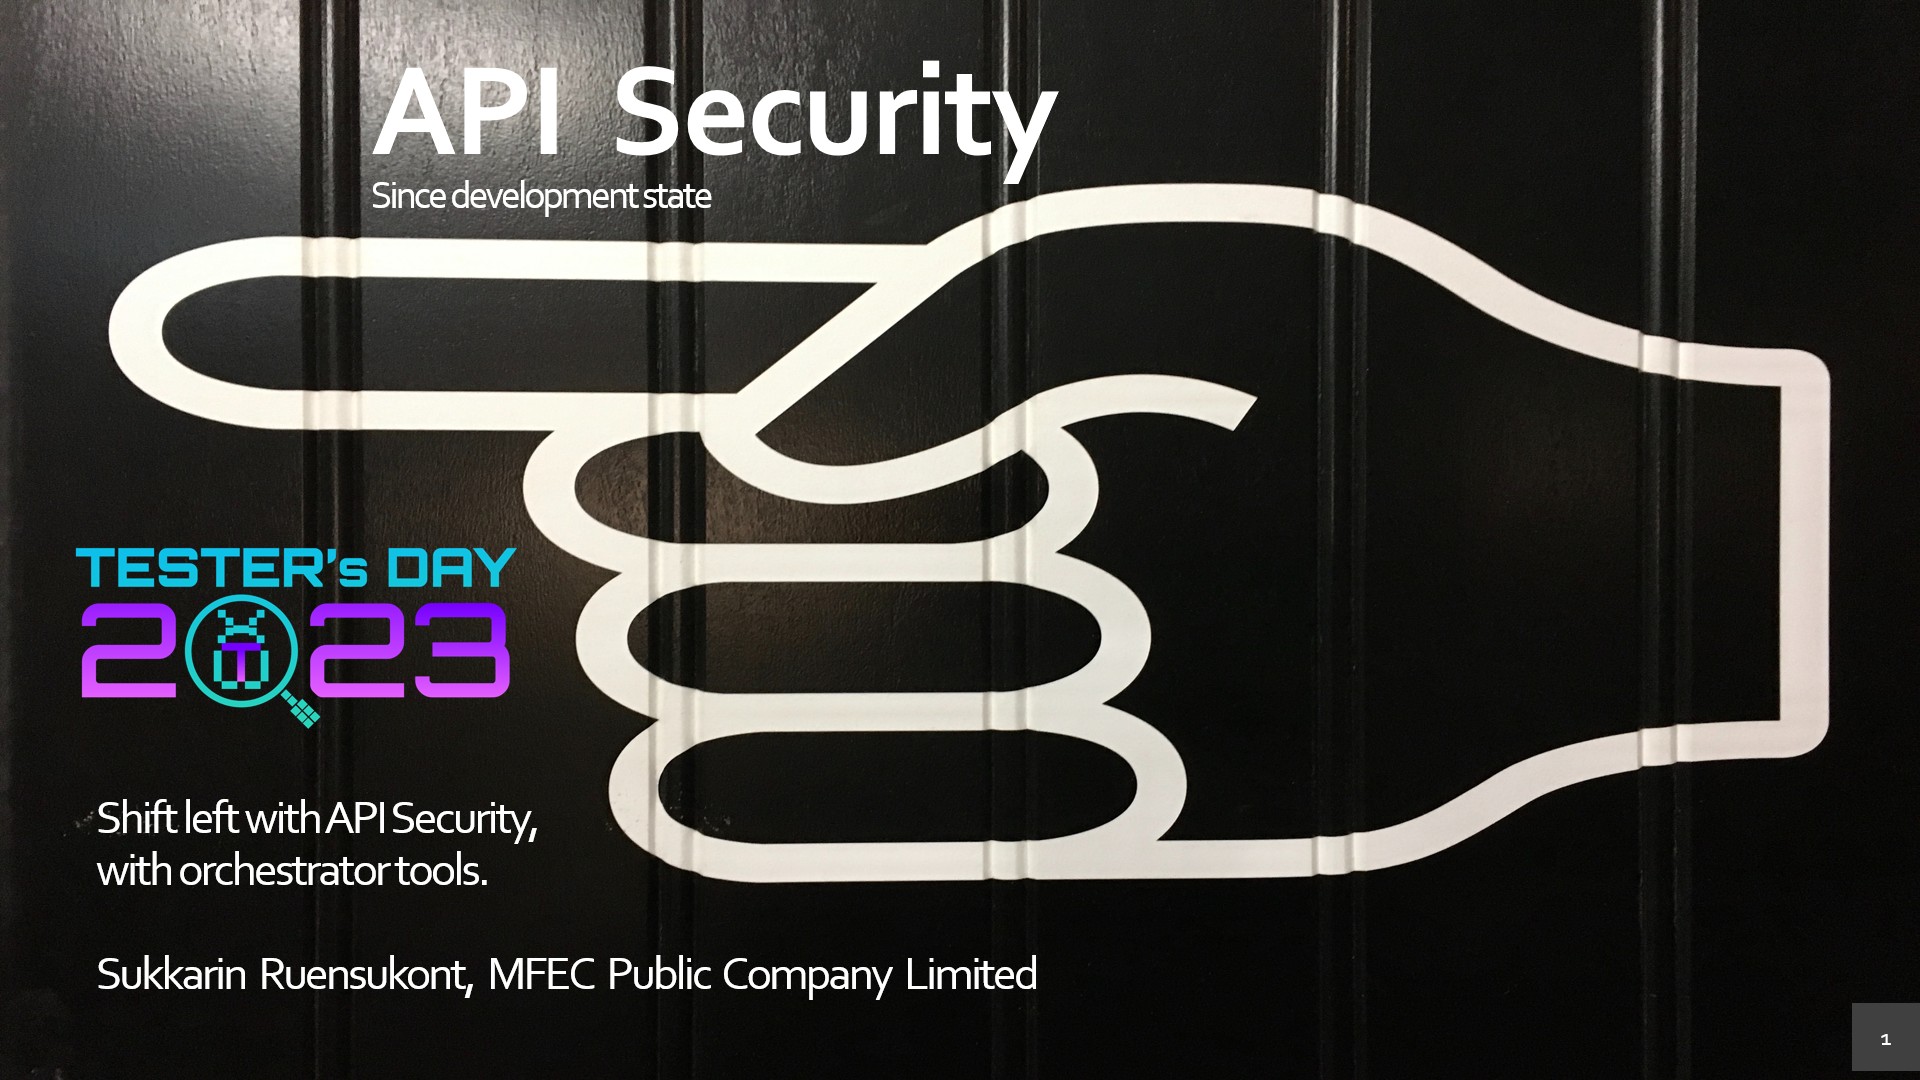 API Security
Since development state
TESTER's DAY
2023
Shift left with API Security,
with orchestrator tools.
Sukkarin Ruensukont, MFEC Public Company Limited
1